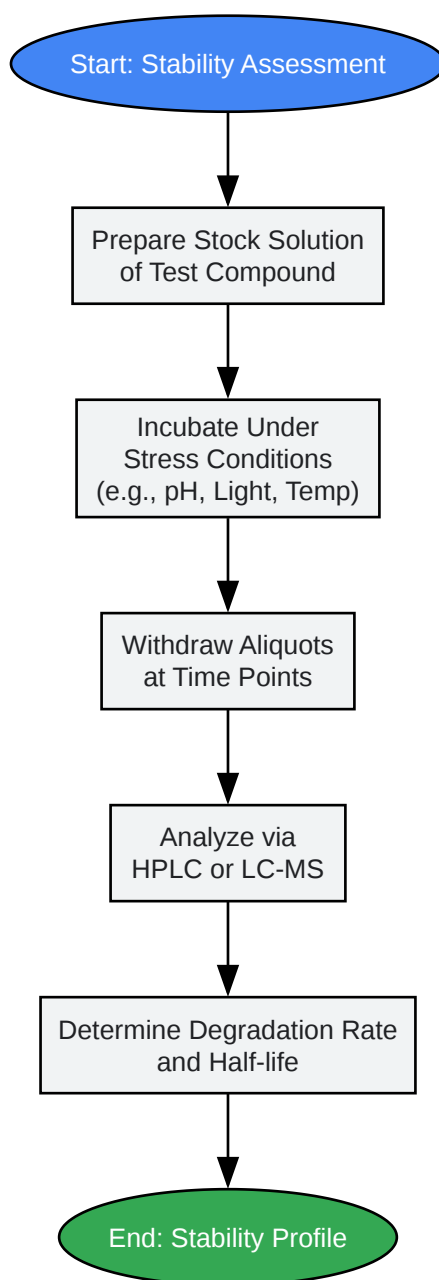 Start: Stability Assessment
Prepare Stock Solution
of Test Compound
Incubate Under
Stress Conditions
(e.g., pH, Light, Temp)
Withdraw Aliquots
at Time Points
Analyze via
HPLC or LC-MS
Determine Degradation Rate
and Half-life
End: Stability Profile